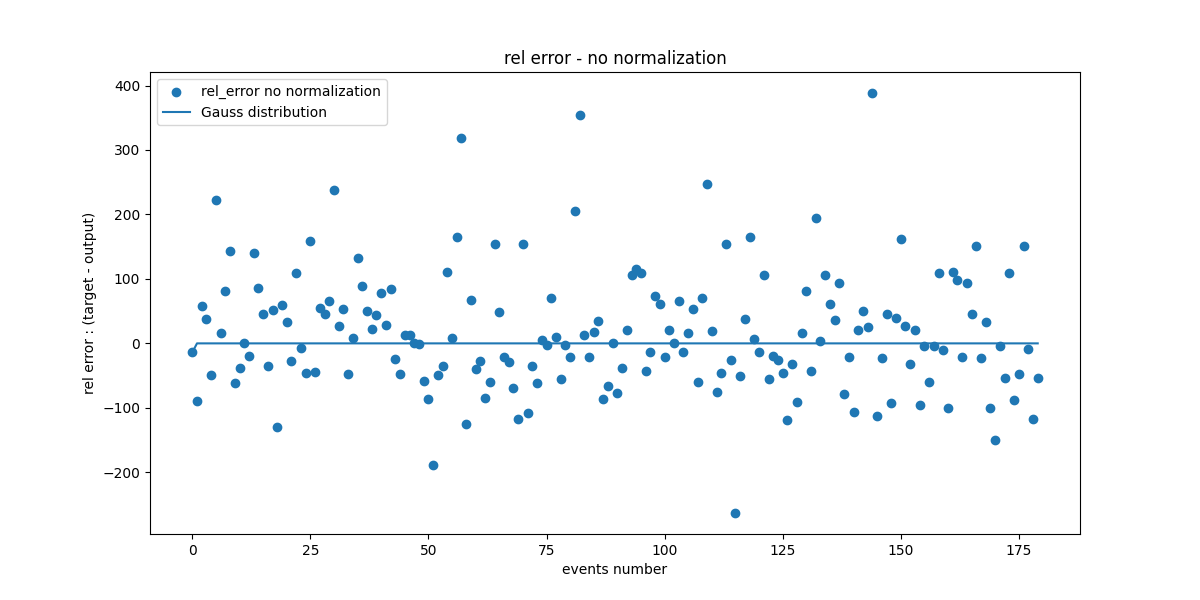 rel error - no normalization
rel_error no normalization
Gauss distribution
400
300
200
100
0
−100
−200
rel error : (target - output)
0 25 50 75 100 125 150 175
events number